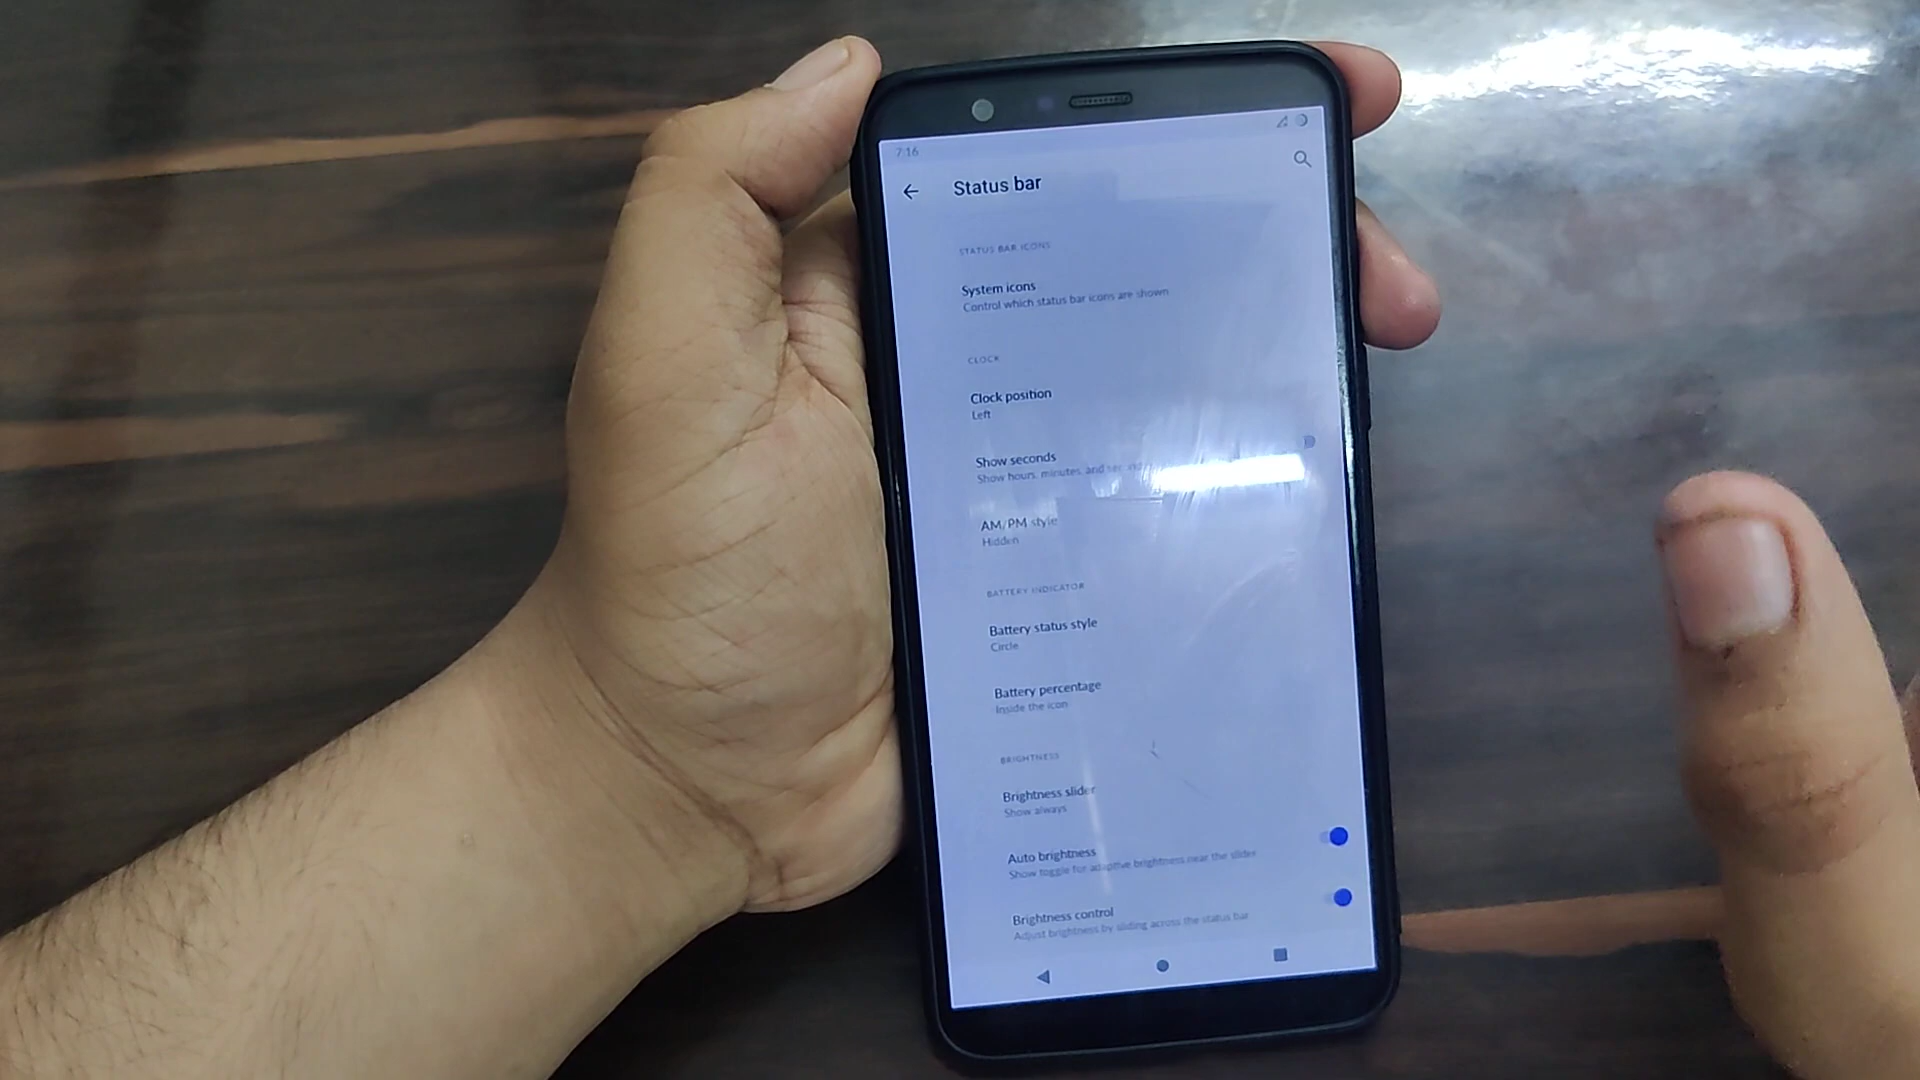 7:16
Status bar
STATUS BAR ICONS
System icons
Control which status bar icons are shown
CLOCK
Clock position
Left
Show seconds
Show hours, minutes, and seconds
AM/PM style
Hidden
BATTERY INDICATOR
Battery status style
Circle
Battery percentage
Inside the icon
BRIGHTNESS
Brightness slider
Show always
Auto brightness
Show toggle for adaptive brightness near the slider
Brightness control
Adjust brightness by sliding across the status bar